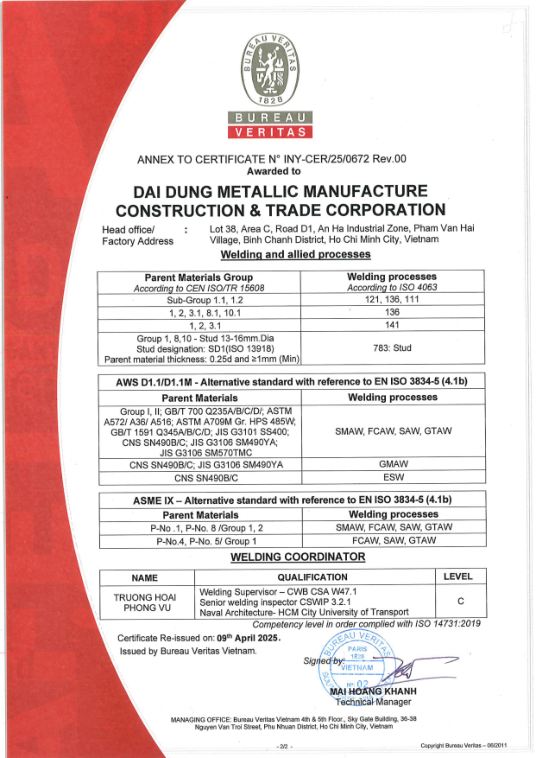 BUREAU VERITAS
1828
BUREAU
VERITAS
ANNEX TO CERTIFICATE N° INY-CER/25/0672 Rev.00
Awarded to
DAI DUNG METALLIC MANUFACTURE
CONSTRUCTION & TRADE CORPORATION
Head office/ : Lot 38, Area C, Road D1, An Ha Industrial Zone, Pham Van Hai
Factory Address Village, Binh Chanh District, Ho Chi Minh City, Vietnam
Welding and allied processes
Parent Materials Group Welding processes
According to CEN ISO/TR 15608 According to ISO 4063
Sub-Group 1.1, 1.2 121, 136, 111
1, 2, 3.1, 8.1, 10.1 136
1, 2, 3.1 141
Group 1, 8,10 - Stud 13-16mm.Dia
Stud designation: SD1(ISO 13918) 783: Stud
Parent material thickness: 0.25d and ≥1mm (Min)
AWS D1.1/D1.1M - Alternative standard with reference to EN ISO 3834-5 (4.1b)
Parent Materials Welding processes
Group I, II; GB/T 700 Q235A/B/C/D/; ASTM
A572/ A36/ A516; ASTM A709M Gr. HPS 485W;
GB/T 1591 Q345A/B/C/D; JIS G3101 SS400; SMAW, FCAW, SAW, GTAW
CNS SN490B/C; JIS G3106 SM490YA;
JIS G3106 SM570TMC
CNS SN490B/C; JIG G3106 SM490YA GMAW
CNS SN490B/C ESW
ASME IX – Alternative standard with reference to EN ISO 3834-5 (4.1b)
Parent Materials Welding processes
P-No .1, P-No. 8 /Group 1, 2 SMAW, FCAW, SAW, GTAW
P-No.4, P-No. 5/ Group 1 FCAW, SAW, GTAW
WELDING COORDINATOR
NAME QUALIFICATION LEVEL
TRUONG HOAI PHONG VU Welding Supervisor – CWB CSA W47.1 C
Senior welding inspector CSWIP 3.2.1
Naval Architecture- HCM City University of Transport
Competency level in order complied with ISO 14731:2019
Certificate Re-issued on: 09th April 2025.
Issued by Bureau Veritas Vietnam.
Signed by:
BUREAU VERITAS
PARIS
1828
VIETNAM
N°: 02
MAI HOANG KHANH
Technical Manager
MANAGING OFFICE: Bureau Veritas Vietnam 4th & 5th Floor., Sky Gate Building, 36-38
Nguyen Van Troi Street, Phu Nhuan District, Ho Chi Minh City, Vietnam
- 2/2 -
Copyright Bureau Veritas – 06/2011